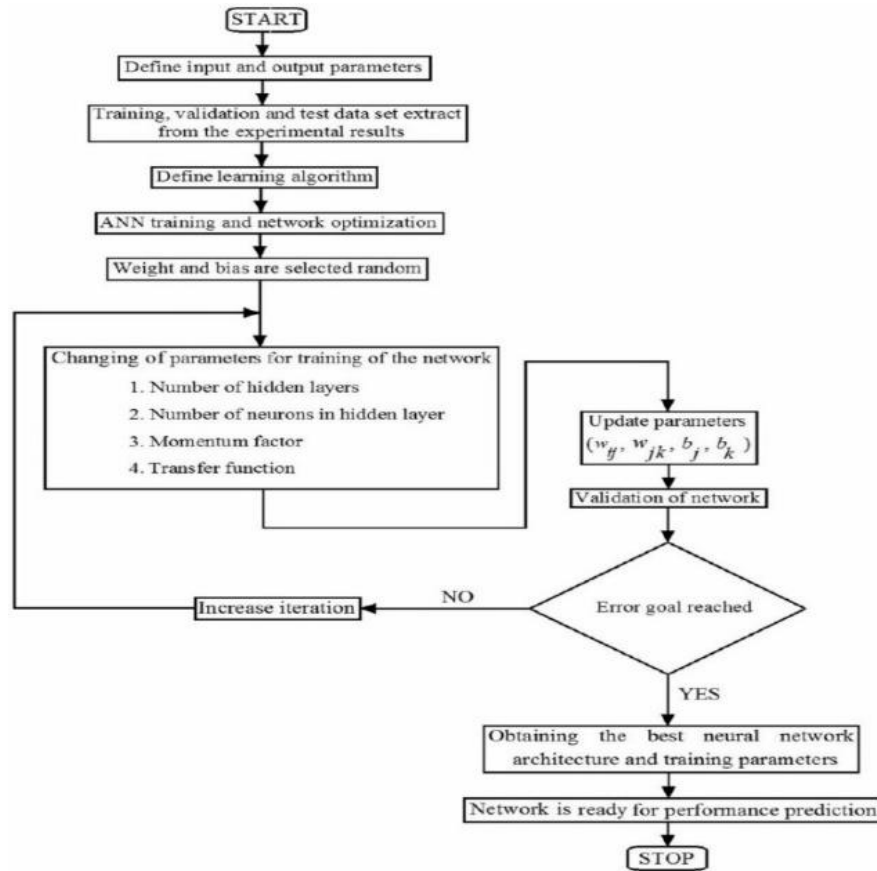 START
Define input and output parameters
Training, validation and test data set extract
from the experimental results
Define learning algorithm
ANN training and network optimization
Weight and bias are selected random
Changing of parameters for training of the network
1. Number of hidden layers
2. Number of neurons in hidden layer
3. Momentum factor
4. Transfer function
Update parameters
(w_ij, w_jk, b_j, b_k)
Validation of network
Error goal reached
NO
Increase iteration
YES
Obtaining the best neural network
architecture and training parameters
Network is ready for performance prediction
STOP